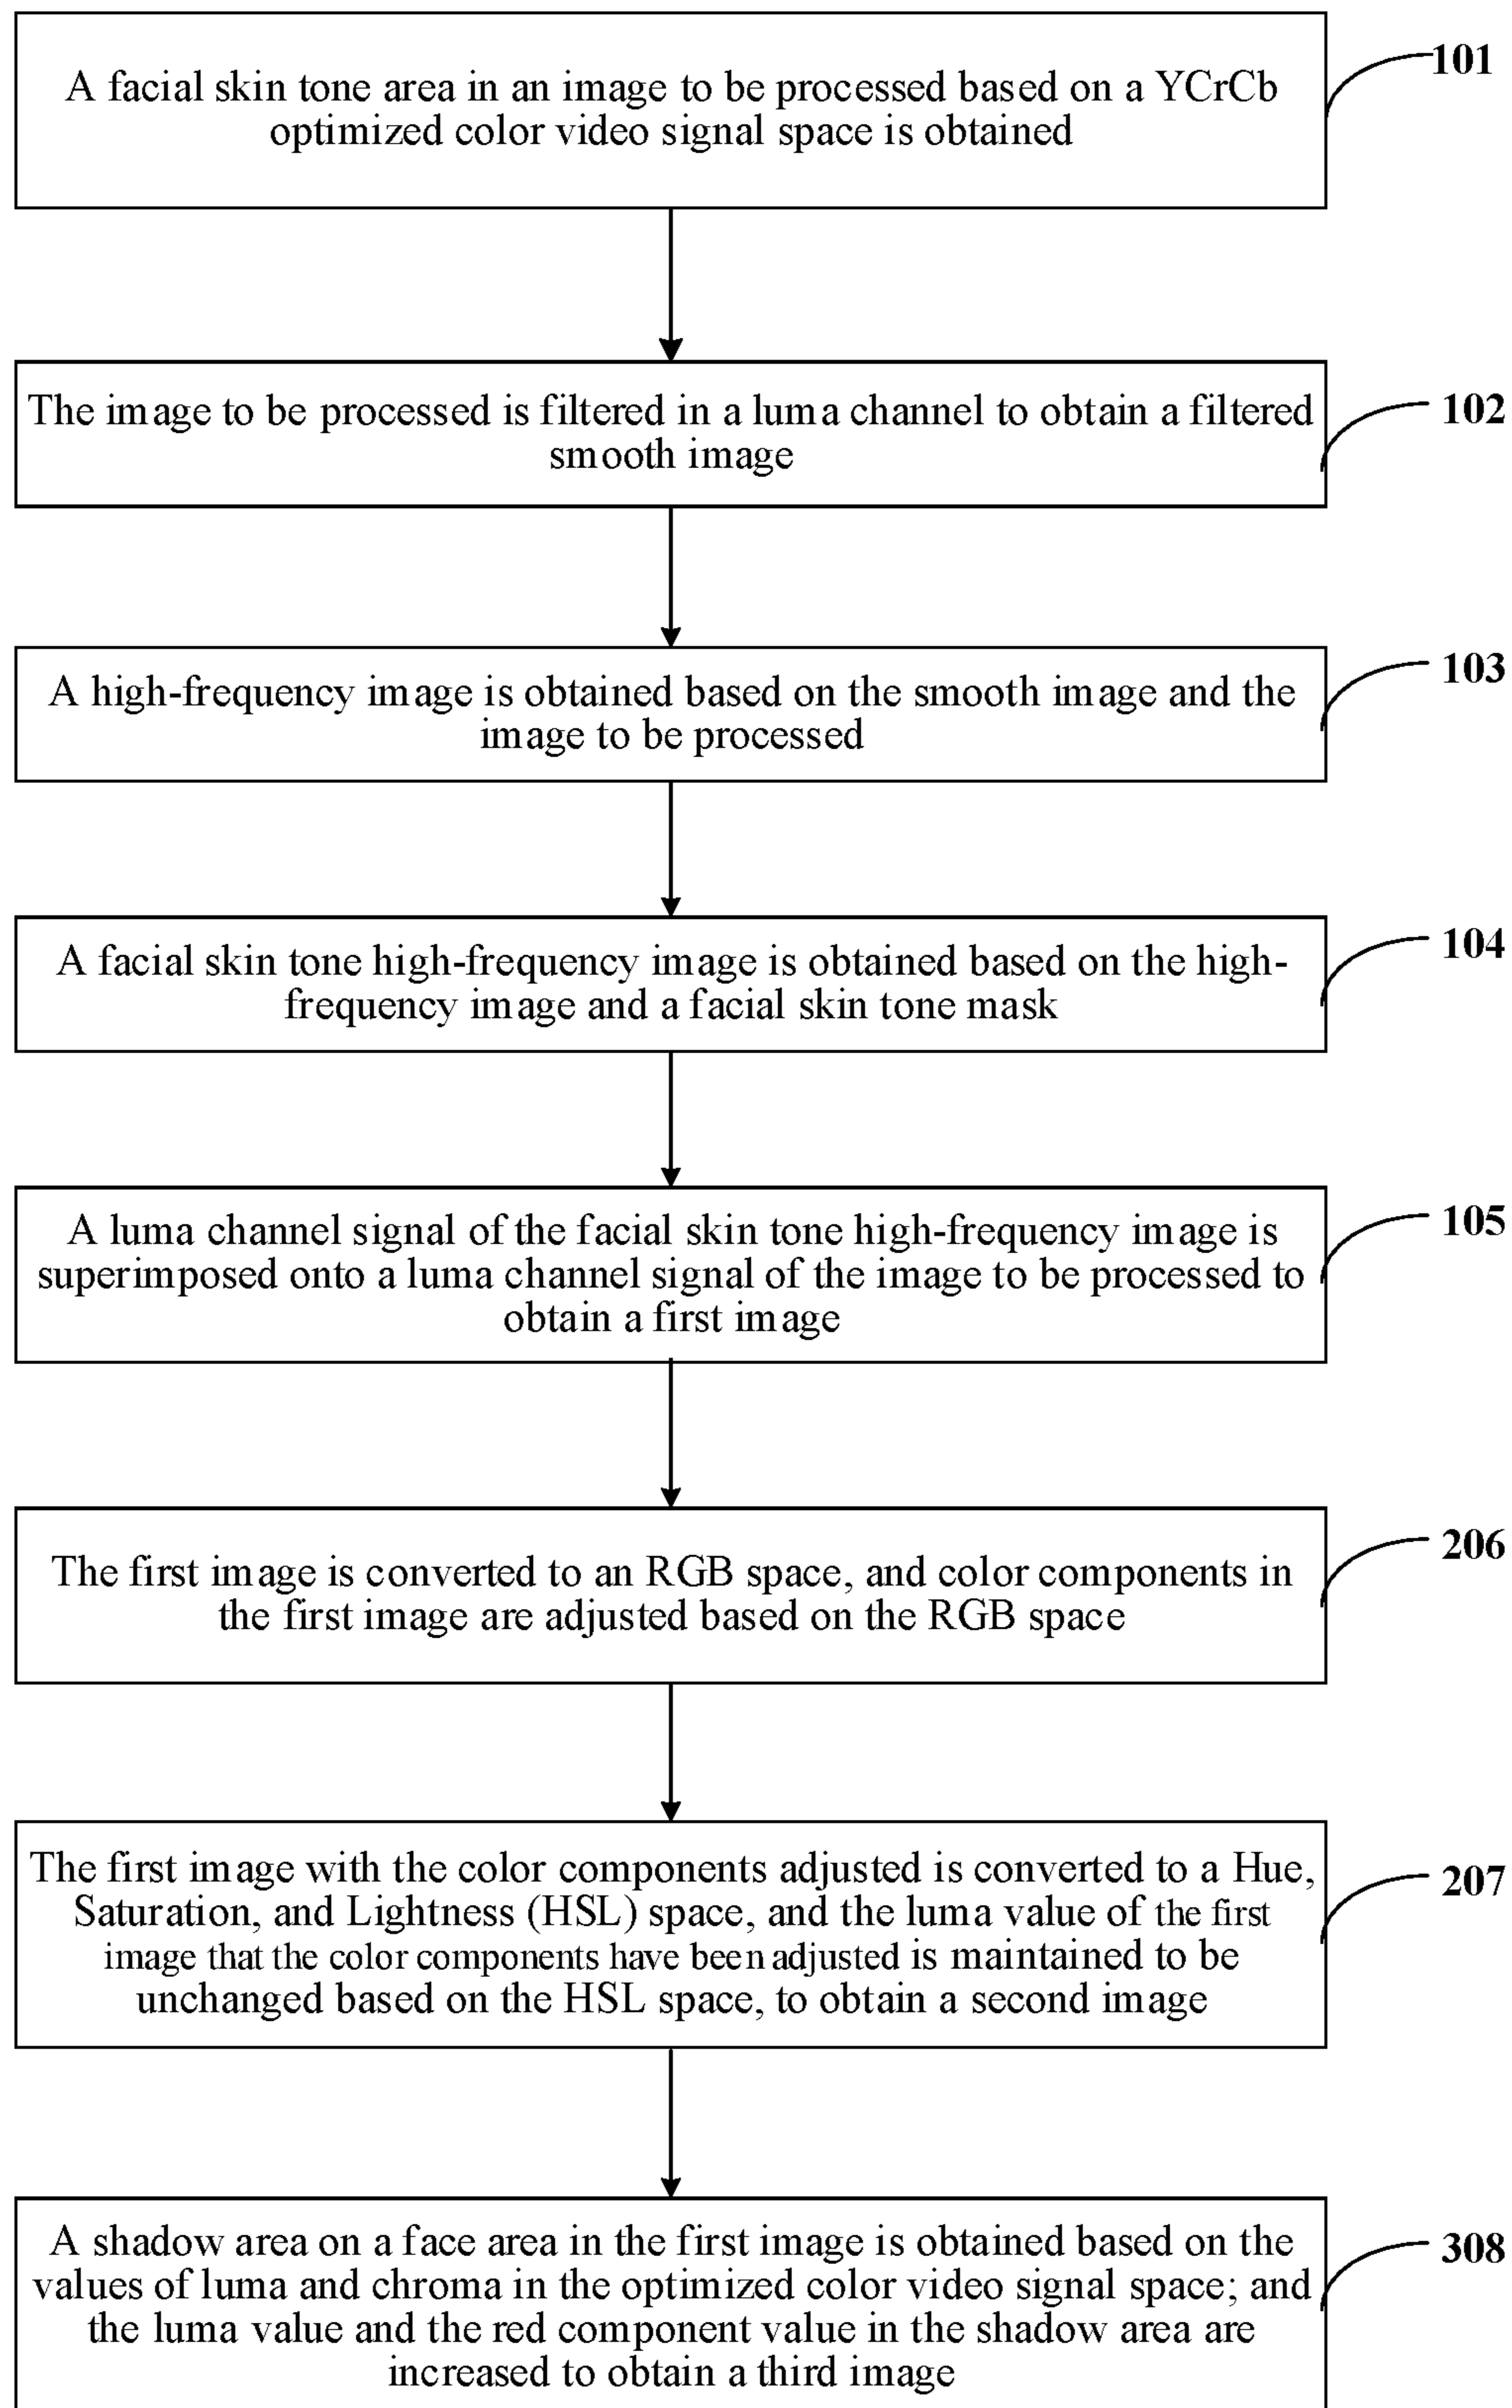 A facial skin tone area in an image to be processed based on a YCrCb
optimized color video signal space is obtained
101
The image to be processed is filtered in a luma channel to obtain a filtered
smooth image
102
A high-frequency image is obtained based on the smooth image and the
image to be processed
103
A facial skin tone high-frequency image is obtained based on the high-
frequency image and a facial skin tone mask
104
A luma channel signal of the facial skin tone high-frequency image is
superimposed onto a luma channel signal of the image to be processed to
obtain a first image
105
The first image is converted to an RGB space, and color components in
the first image are adjusted based on the RGB space
206
The first image with the color components adjusted is converted to a Hue,
Saturation, and Lightness (HSL) space, and the luma value of the first
image that the color components have been adjusted is maintained to be
unchanged based on the HSL space, to obtain a second image
207
A shadow area on a face area in the first image is obtained based on the
values of luma and chroma in the optimized color video signal space; and
the luma value and the red component value in the shadow area are
increased to obtain a third image
308